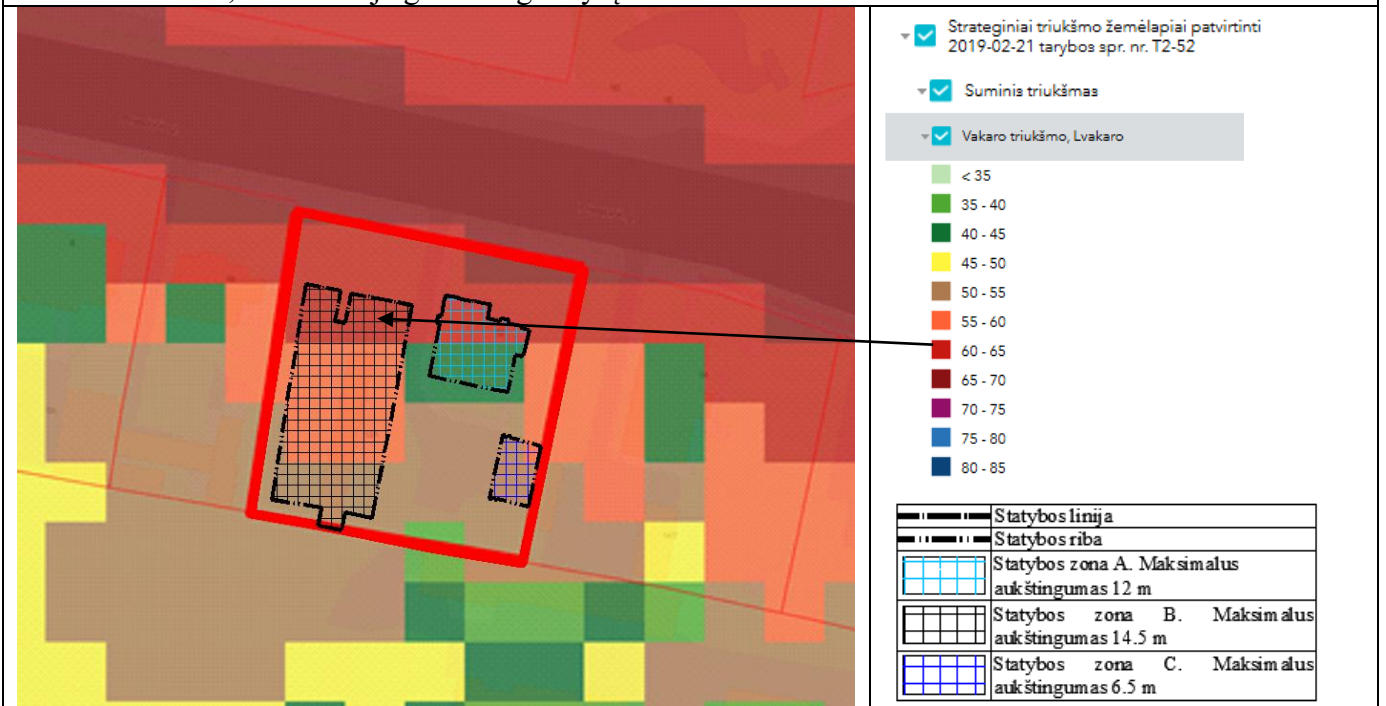 Strateginiai triukšmo žemėlapiai patvirtinti
2019-02-21 tarybos spr. nr. T2-52
Suminis triukšmas
Vakaro triukšmo, Lvakaro
< 35
35 - 40
40 - 45
45 - 50
50 - 55
55 - 60
60 - 65
65 - 70
70 - 75
75 - 80
80 - 85
Statybos linija
Statybos riba
Statybos zona A. Maksimalus
aukštingumas 12 m
Statybos zona B. Maksimalus
aukštingumas 14.5 m
Statybos zona C. Maksimalus
aukštingumas 6.5 m